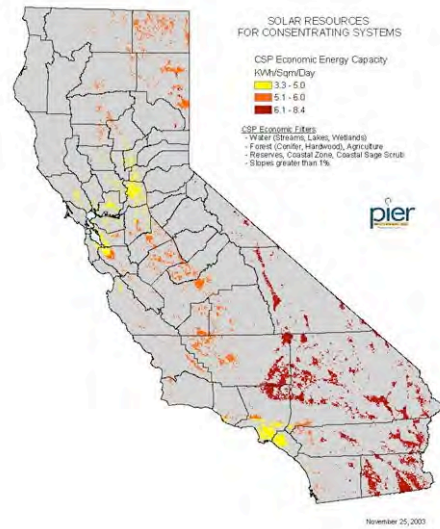 SOLAR RESOURCES
FOR CONSENTRATING SYSTEMS
CSP Economic Energy Capacity
KWh/Sqm/Day
3.3 - 5.0
5.1 - 6.0
6.1 - 8.4
CSP Economic Filters
- Water (Streams, Lakes, Wetlands)
- Forest (Conifer, Hardwood), Agriculture
- Reserves, Coastal Zone, Coastal Sage Scrub
- Slopes greater than 1%
pier
November 25, 2003